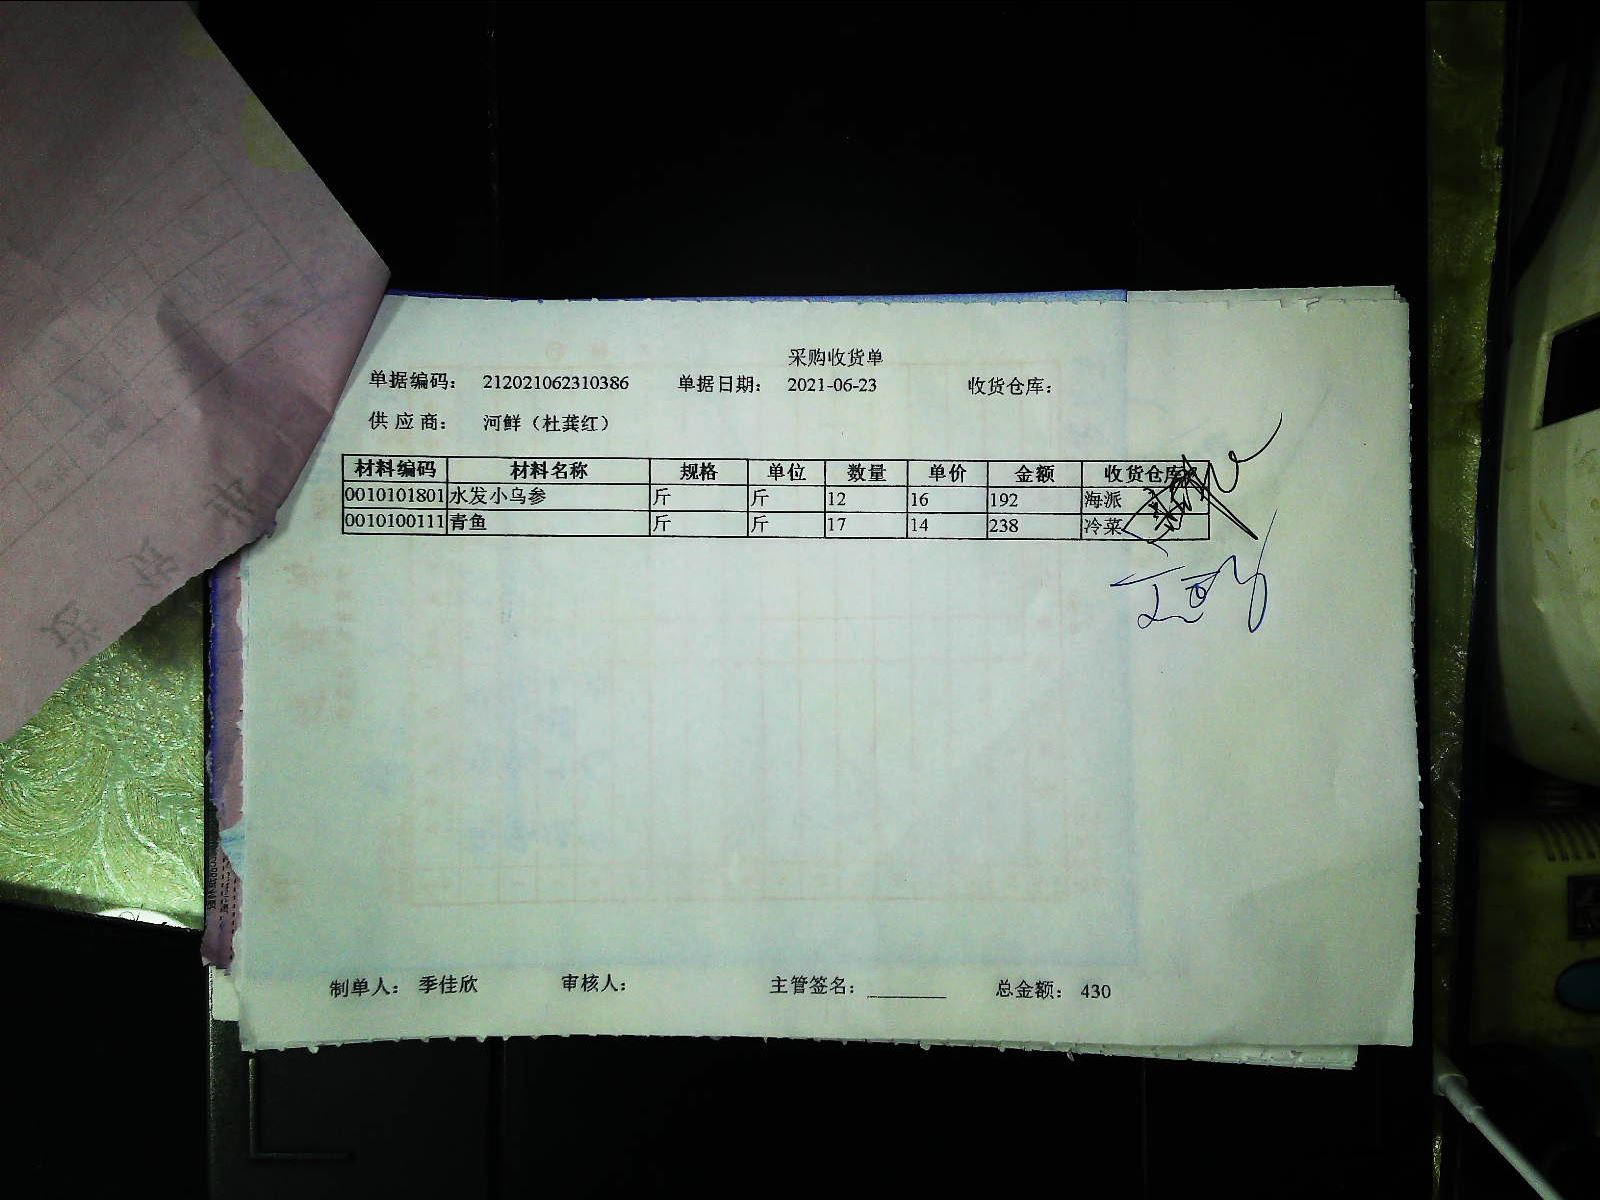 采购收货单
单据编码： 212021062310386 单据日期： 2021-06-23 收货仓库：
供应商： 河鲜（杜龚红）
材料编码 材料名称 规格 单位 数量 单价 金额 收货仓库
0010101801 水发小乌参 斤 斤 12 16 192 海派
0010100111 青鱼 斤 斤 17 14 238 冷菜
制单人： 季佳欣 审核人： 主管签名： 总金额： 430